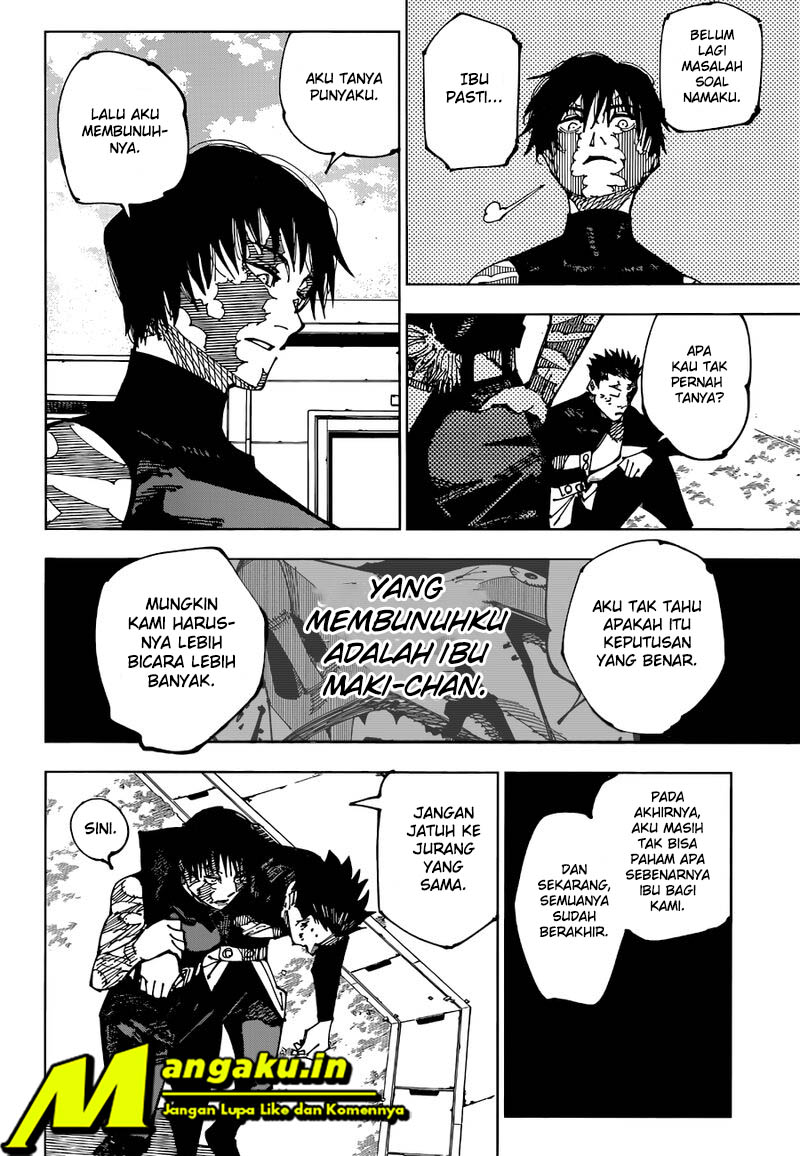 BELUM
LAGI
MASALAH
SOAL
NAMAKU.
IBU
PASTI...
AKU TANYA
PUNYAKU.
LALU AKU
MEMBUNUH-
NYA.
APA
KAU TAK
PERNAH
TANYA?
AKU TAK TAHU
APAKAH ITU
KEPUTUSAN
YANG BENAR.
YANG
MEMBUNUHKU
ADALAH IBU
MAKI-CHAN.
MUNGKIN
KAMI HARUS-
NYA LEBIH
BICARA LEBIH
BANYAK.
PADA
AKHIRNYA,
AKU MASIH
TAK BISA
PAHAM APA
SEBENARNYA
IBU BAGI
KAMI.
DAN
SEKARANG,
SEMUANYA
SUDAH
BERAKHIR.
JANGAN
JATUH KE
JURANG
YANG
SAMA.
SINI.
Mangaku.in
Jangan Lupa Like dan Komennya